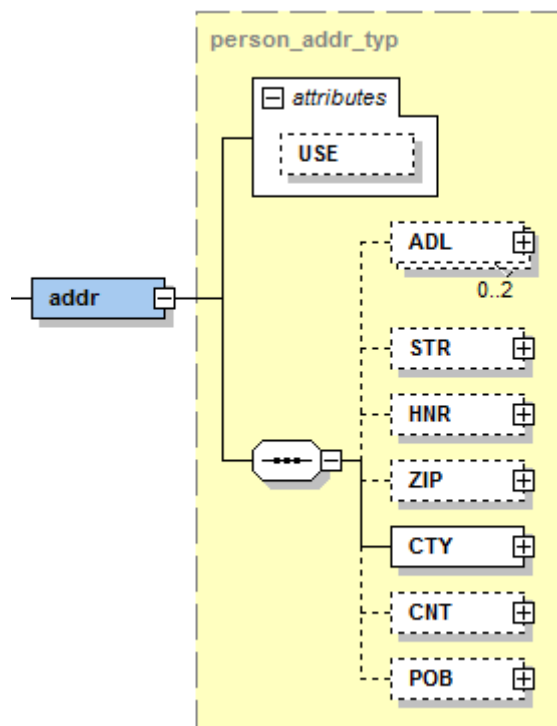 person_addr_typ
attributes
USE
ADL
0..2
addr
STR
HNR
ZIP
CTY
CNT
POB